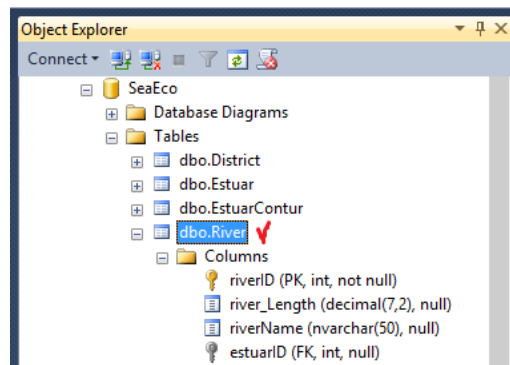 Object Explorer
Connect
SeaEco
Database Diagrams
Tables
dbo.District
dbo.Estuar
dbo.EstuarContur
dbo.River
Columns
riverID (PK, int, not null)
river_Length (decimal(7,2), null)
riverName (nvarchar(50), null)
estuarID (FK, int, null)